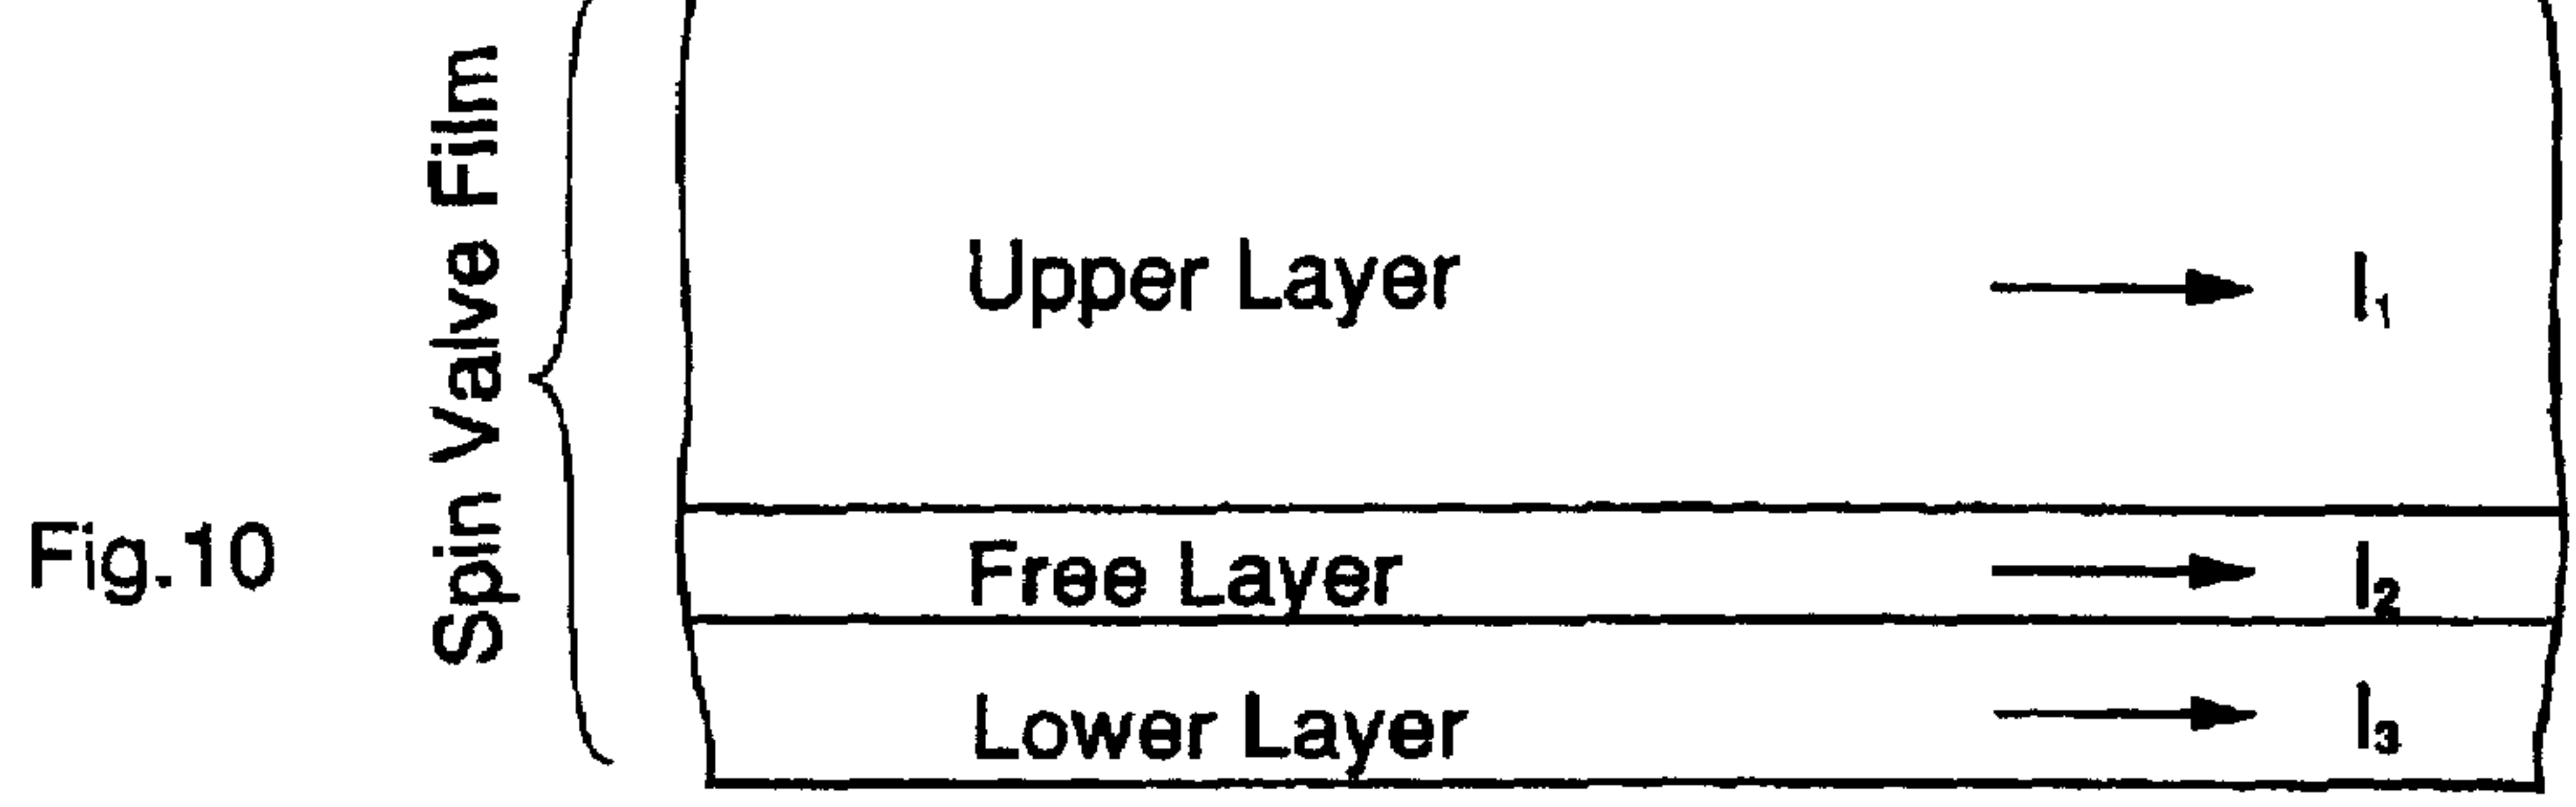 Fig.10
Spin Valve Film
Upper Layer
I₁
Free Layer
I₂
Lower Layer
I₃